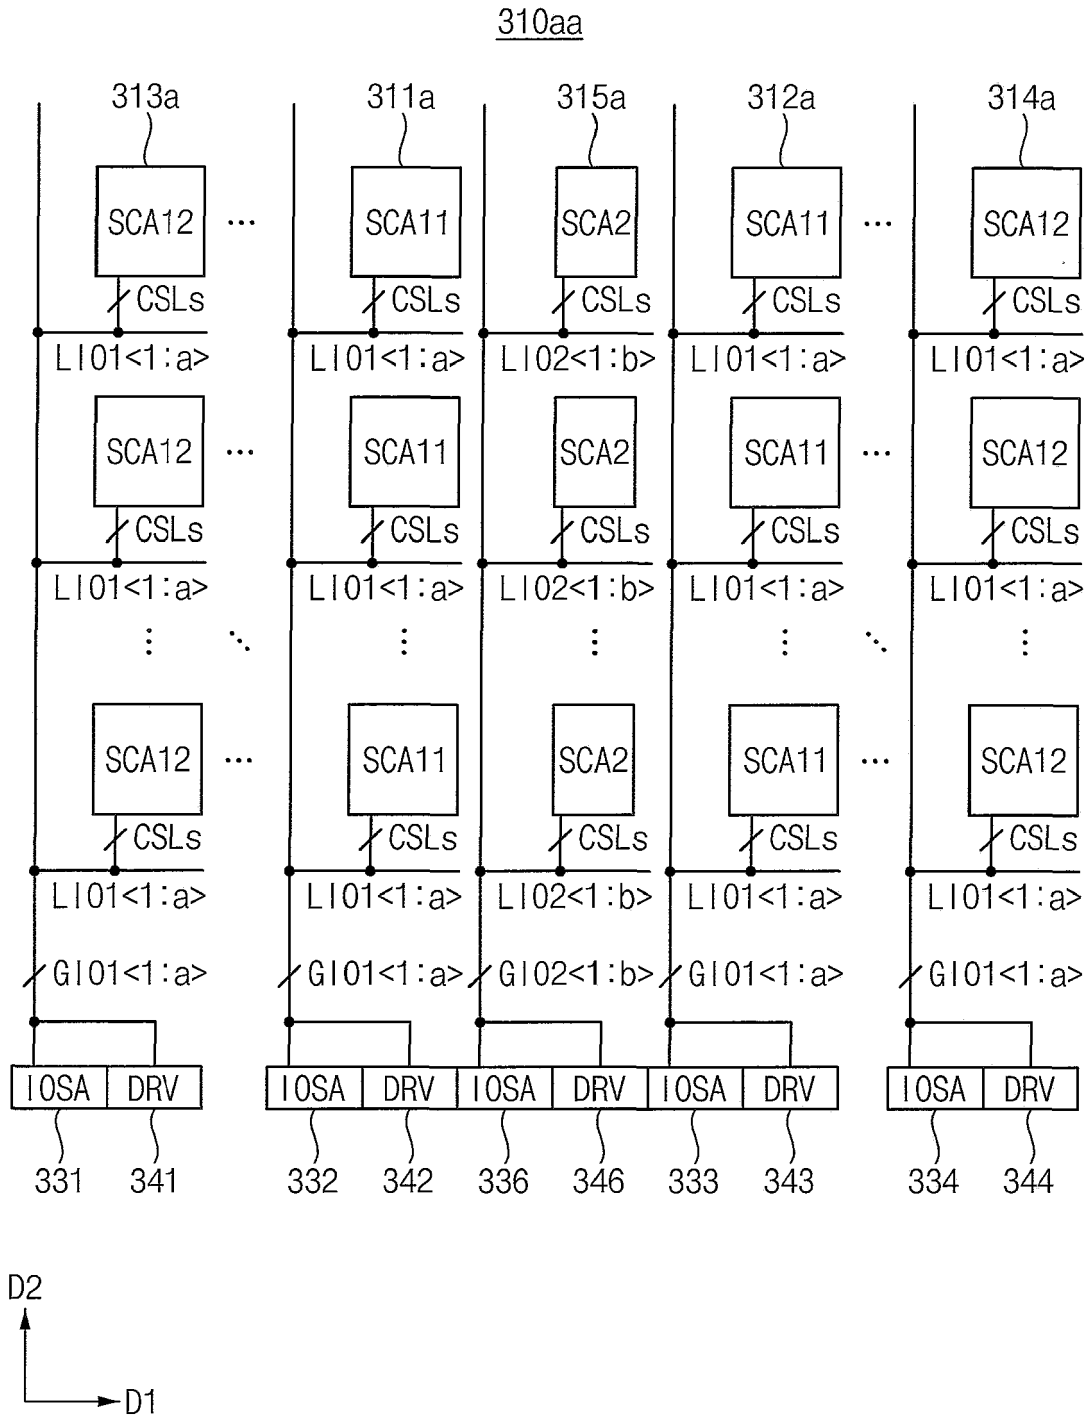 310aa
313a 311a 315a 312a 314a
SCA12 ... SCA11 SCA2 SCA11 ... SCA12
CSLs CSLs CSLs CSLs CSLs
LIO1<1:a> LIO1<1:a> LIO2<1:b> LIO1<1:a> LIO1<1:a>
SCA12 ... SCA11 SCA2 SCA11 ... SCA12
CSLs CSLs CSLs CSLs CSLs
LIO1<1:a> LIO1<1:a> LIO2<1:b> LIO1<1:a> LIO1<1:a>
SCA12 ... SCA11 SCA2 SCA11 ... SCA12
CSLs CSLs CSLs CSLs CSLs
LIO1<1:a> LIO1<1:a> LIO2<1:b> LIO1<1:a> LIO1<1:a>
GIO1<1:a> GIO1<1:a> GIO2<1:b> GIO1<1:a> GIO1<1:a>
IOSA DRV IOSA DRV IOSA DRV IOSA DRV IOSA DRV
331 341 332 342 336 346 333 343 334 344
D2
D1